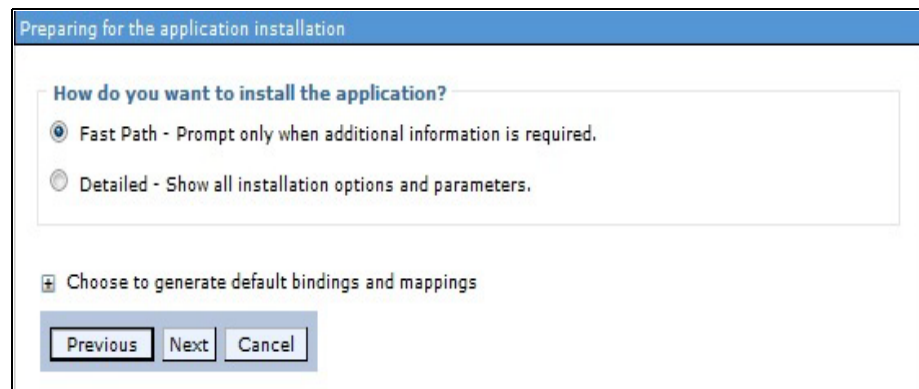 Preparing for the application installation
How do you want to install the application?
Fast Path - Prompt only when additional information is required.
Detailed - Show all installation options and parameters.
Choose to generate default bindings and mappings
Previous Next Cancel